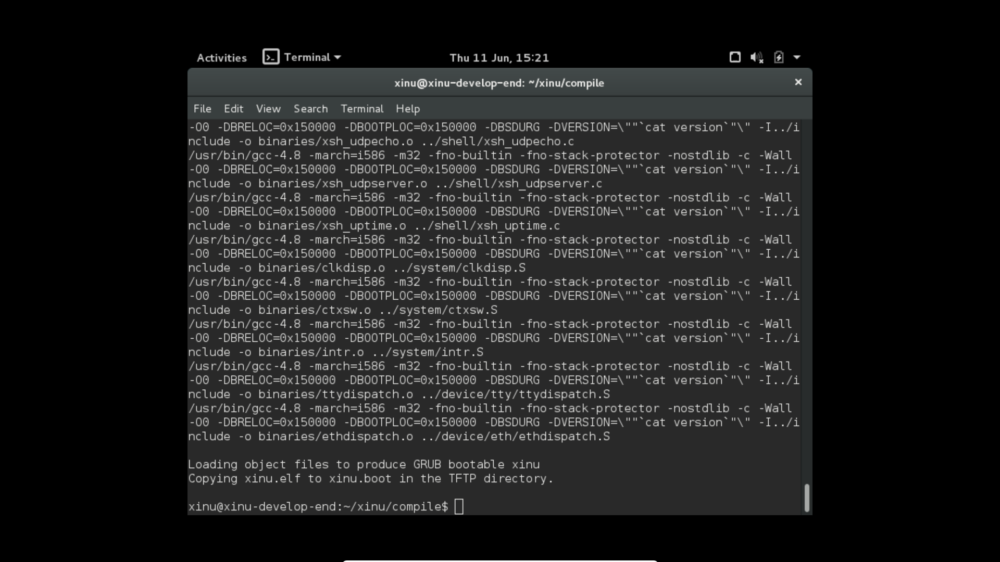 Activities Terminal Thu 11 Jun, 15:21
xinu@xinu-develop-end: ~/xinu/compile
File Edit View Search Terminal Help
-O0 -DBRELOC=0x150000 -DBOOTPLOC=0x150000 -DBSDURG -DVERSION=\""`cat version`"\" -I../i
nclude -o binaries/xsh_udpecho.o ../shell/xsh_udpecho.c
/usr/bin/gcc-4.8 -march=i586 -m32 -fno-builtin -fno-stack-protector -nostdlib -c -Wall
-O0 -DBRELOC=0x150000 -DBOOTPLOC=0x150000 -DBSDURG -DVERSION=\""`cat version`"\" -I../i
nclude -o binaries/xsh_udpserver.o ../shell/xsh_udpserver.c
/usr/bin/gcc-4.8 -march=i586 -m32 -fno-builtin -fno-stack-protector -nostdlib -c -Wall
-O0 -DBRELOC=0x150000 -DBOOTPLOC=0x150000 -DBSDURG -DVERSION=\""`cat version`"\" -I../i
nclude -o binaries/xsh_uptime.o ../shell/xsh_uptime.c
/usr/bin/gcc-4.8 -march=i586 -m32 -fno-builtin -fno-stack-protector -nostdlib -c -Wall
-O0 -DBRELOC=0x150000 -DBOOTPLOC=0x150000 -DBSDURG -DVERSION=\""`cat version`"\" -I../i
nclude -o binaries/clkdisp.o ../system/clkdisp.S
/usr/bin/gcc-4.8 -march=i586 -m32 -fno-builtin -fno-stack-protector -nostdlib -c -Wall
-O0 -DBRELOC=0x150000 -DBOOTPLOC=0x150000 -DBSDURG -DVERSION=\""`cat version`"\" -I../i
nclude -o binaries/ctxsw.o ../system/ctxsw.S
/usr/bin/gcc-4.8 -march=i586 -m32 -fno-builtin -fno-stack-protector -nostdlib -c -Wall
-O0 -DBRELOC=0x150000 -DBOOTPLOC=0x150000 -DBSDURG -DVERSION=\""`cat version`"\" -I../i
nclude -o binaries/intr.o ../system/intr.S
/usr/bin/gcc-4.8 -march=i586 -m32 -fno-builtin -fno-stack-protector -nostdlib -c -Wall
-O0 -DBRELOC=0x150000 -DBOOTPLOC=0x150000 -DBSDURG -DVERSION=\""`cat version`"\" -I../i
nclude -o binaries/ttydispatch.o ../device/tty/ttydispatch.S
/usr/bin/gcc-4.8 -march=i586 -m32 -fno-builtin -fno-stack-protector -nostdlib -c -Wall
-O0 -DBRELOC=0x150000 -DBOOTPLOC=0x150000 -DBSDURG -DVERSION=\""`cat version`"\" -I../i
nclude -o binaries/ethdispatch.o ../device/eth/ethdispatch.S
Loading object files to produce GRUB bootable xinu
Copying xinu.elf to xinu.boot in the TFTP directory.
xinu@xinu-develop-end:~/xinu/compile$